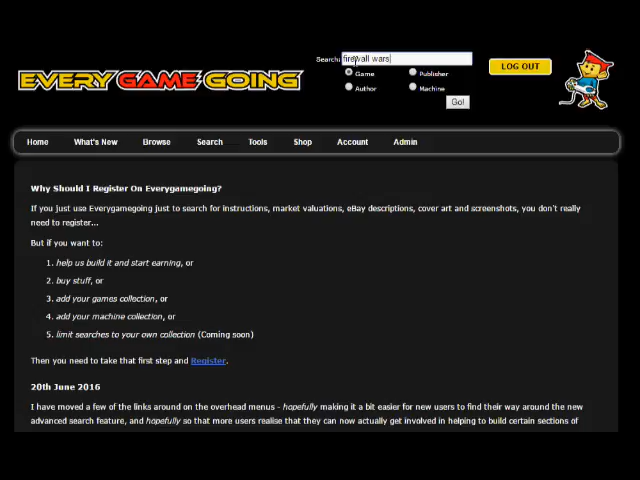 Search:
firewall wars
Game
Publisher
Author
Machine
Go!
LOG OUT
EVERY GAME GOING
Home What's New Browse Search Tools Shop Account Admin
Why Should I Register On Everygamegoing?
If you just use Everygamegoing just to search for instructions, market valuations, eBay descriptions, cover art and screenshots, you don't really
need to register...
But if you want to:
1. help us build it and start earning, or
2. buy stuff, or
3. add your games collection, or
4. add your machine collection, or
5. limit searches to your own collection (Coming soon)
Then you need to take that first step and Register.
20th June 2016
I have moved a few of the links around on the overhead menus - hopefully making it a bit easier for new users to find their way around the new
advanced search feature, and hopefully so that more users realise that they can now actually get involved in helping to build certain sections of